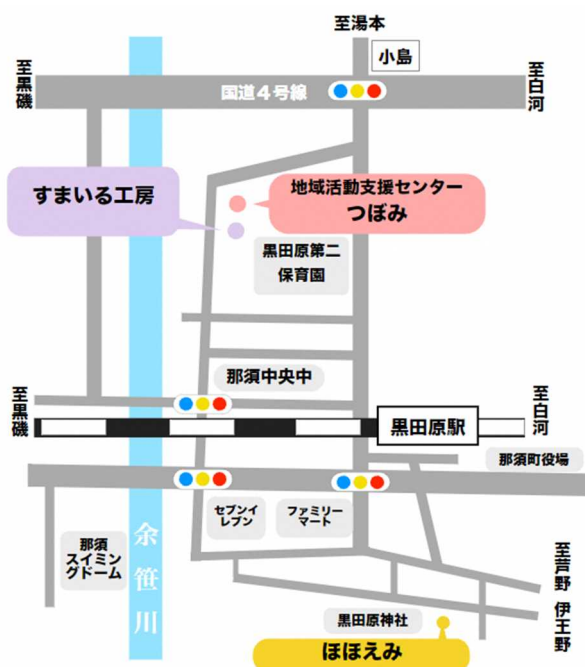 至湯本
小島
至黒磯
国道4号線
至白河
すまいる工房
地域活動支援センター
つぼみ
黒田原第二
保育園
那須中央中
至黒磯
黒田原駅
至白河
那須町役場
セブンイ
レブン
ファミリー
マート
那須
スイミン
グドーム
余笹川
至芦野
伊王野
黒田原神社
ほほえみ